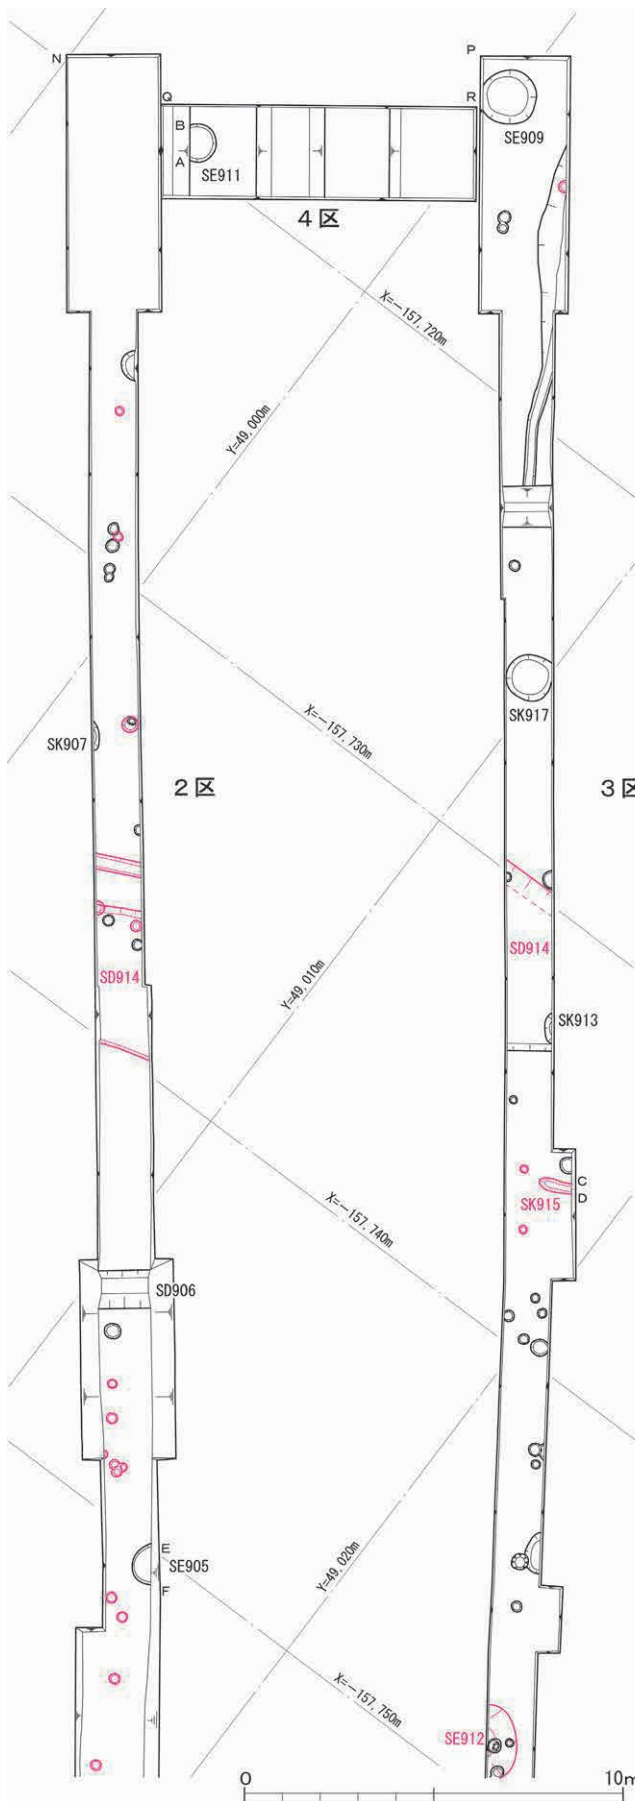 N
P
Q
R
B
A
SE911
SE909
4区
X=−157,720m
Y=49,000m
SK917
X=−157,730m
SK907
2区
3区
SD914
SD914
Y=49,010m
SK913
C
D
SK915
X=−157,740m
SD906
E
SE905
F
Y=49,020m
X=−157,750m
SE912
0
10m